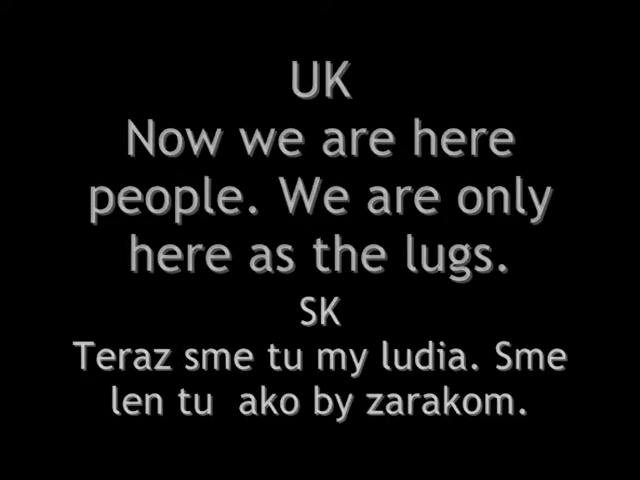 UK
Now we are here
people. We are only
here as the lugs.
SK
Teraz sme tu my ludia. Sme
len tu  ako by zarakom.